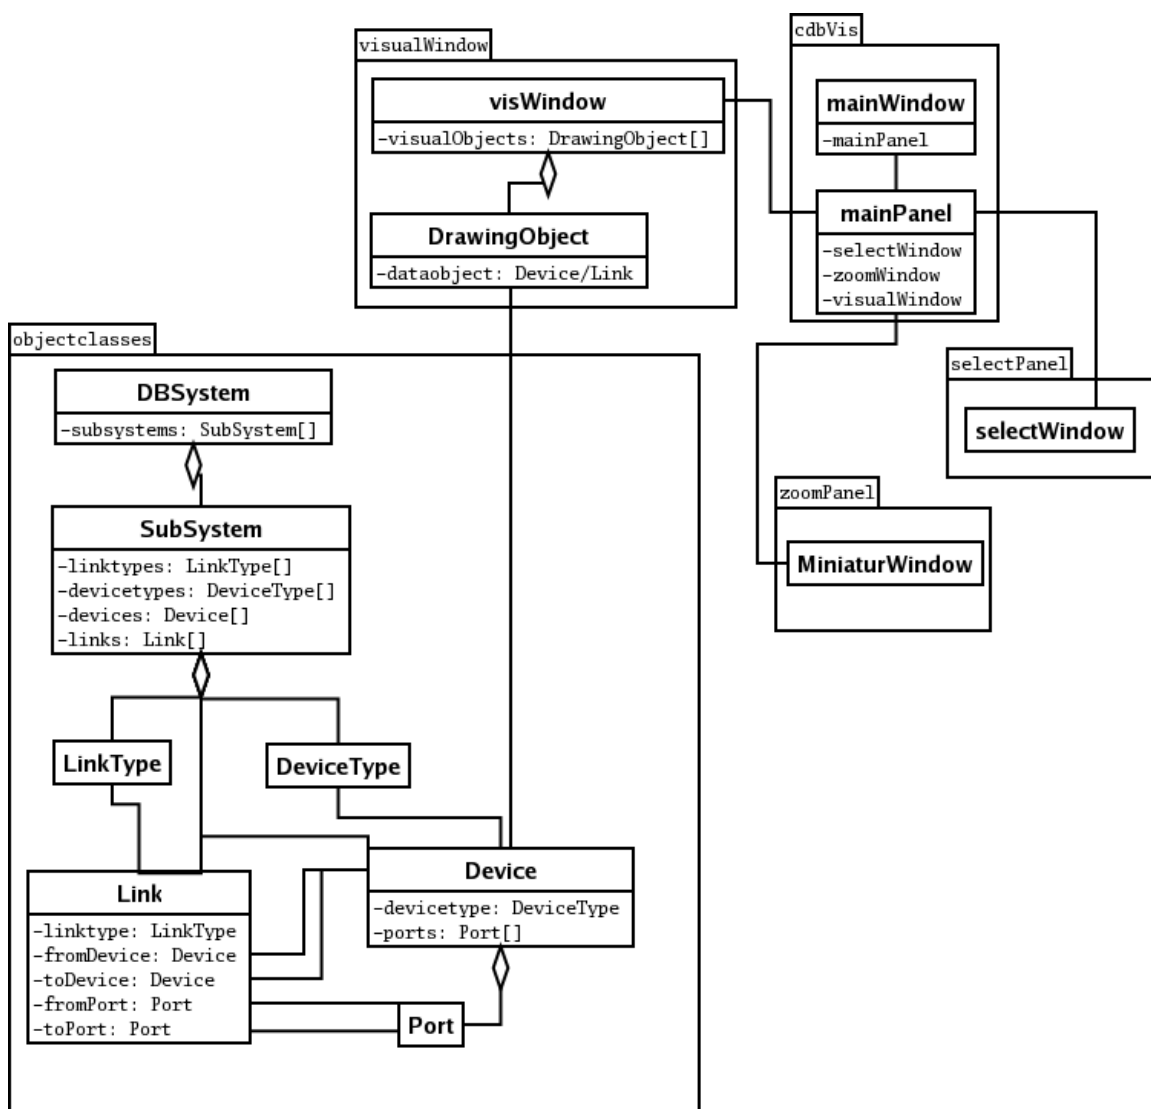 visualWindow
visWindow
-visualObjects: DrawingObject[]
DrawingObject
-dataobject: Device/Link
cdbVis
mainWindow
-mainPanel
mainPanel
-selectWindow
-zoomWindow
-visualWindow
selectPanel
selectWindow
zoomPanel
MiniaturWindow
objectclasses
DBSystem
-subsystems: SubSystem[]
SubSystem
-linktypes: LinkType[]
-devicetypes: DeviceType[]
-devices: Device[]
-links: Link[]
LinkType
DeviceType
Link
-linktype: LinkType
-fromDevice: Device
-toDevice: Device
-fromPort: Port
-toPort: Port
Device
-devicetype: DeviceType
-ports: Port[]
Port